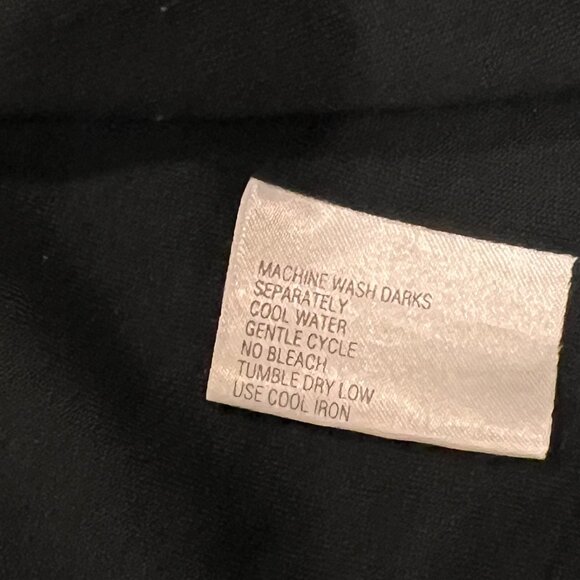 MACHINE WASH DARKS
SEPARATELY
COOL WATER
GENTLE CYCLE
NO BLEACH
TUMBLE DRY LOW
USE COOL IRON